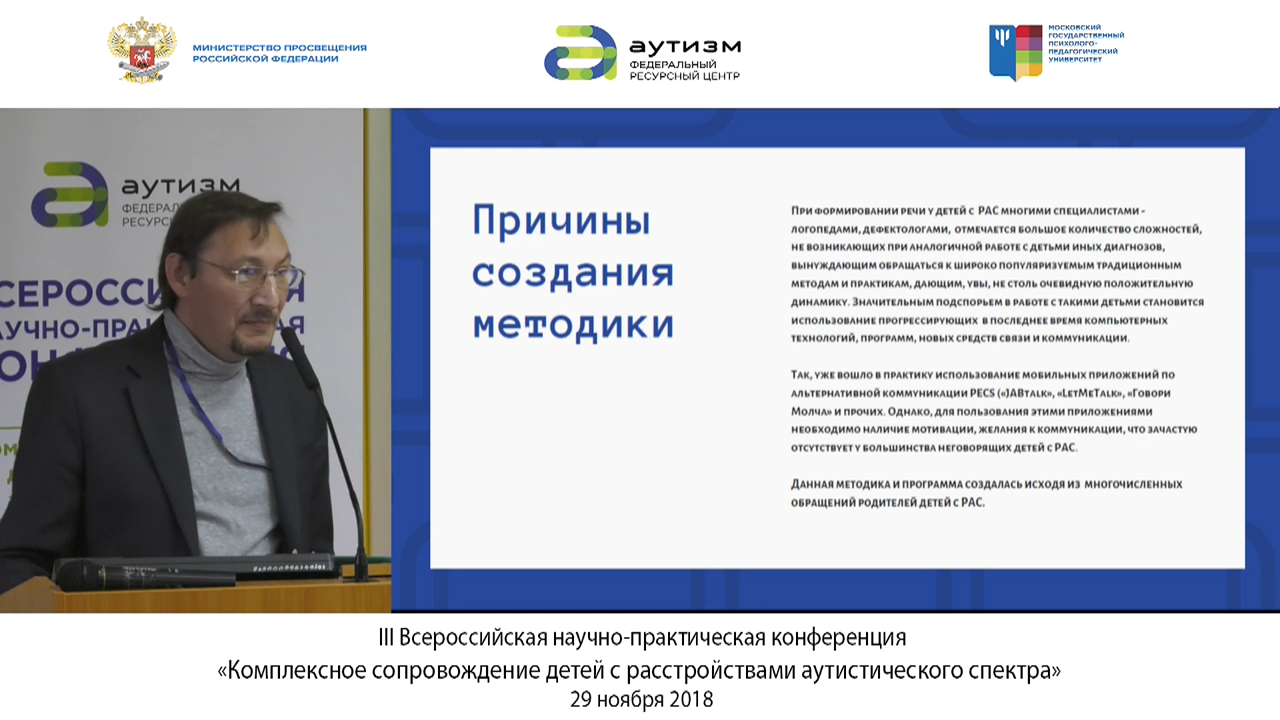 МИНИСТЕРСТВО ПРОСВЕЩЕНИЯ
РОССИЙСКОЙ ФЕДЕРАЦИИ
аутизм
ФЕДЕРАЛЬНЫЙ
РЕСУРСНЫЙ ЦЕНТР
МОСКОВСКИЙ
ГОСУДАРСТВЕННЫЙ
ПСИХОЛОГО-
ПЕДАГОГИЧЕСКИЙ
УНИВЕРСИТЕТ
аутизм
Причины
создания
методики
При формировании речи у детей с РАС многими специалистами -
логопедами, дефектологами, отмечается большое количество сложностей,
не возникающих при аналогичной работе с детьми иных диагнозов,
вынуждающим обращаться к широко популяризуемым традиционным
методам и практикам, дающим, увы, не столь очевидную положительную
динамику. Значительным подспорьем в работе с такими детьми становится
использование прогрессирующих в последнее время компьютерных
технологий, программ, новых средств связи и коммуникации.
Так, уже вошло в практику использование мобильных приложений по
альтернативной коммуникации PECS («JABtalk», «LetMeTalk», «Говори
Молча» и прочих. Однако, для пользования этими приложениями
необходимо наличие мотивации, желания к коммуникации, что зачастую
отсутствует у большинства неговорящих детей с РАС.
Данная методика и программа создалась исходя из многочисленных
обращений родителей детей с РАС.
III Всероссийская научно-практическая конференция
«Комплексное сопровождение детей с расстройствами аутистического спектра»
29 ноября 2018